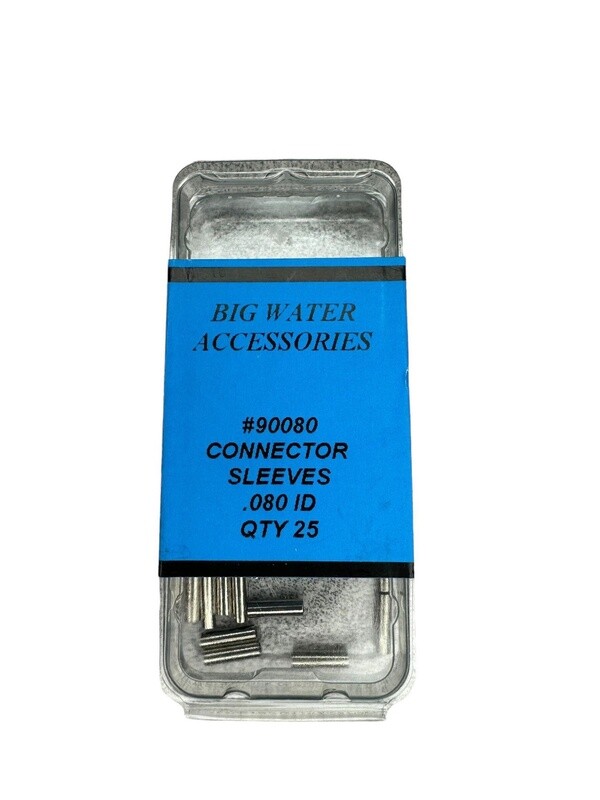 BIG WATER
ACCESSORIES
#90080
CONNECTOR
SLEEVES
.080 ID
QTY 25